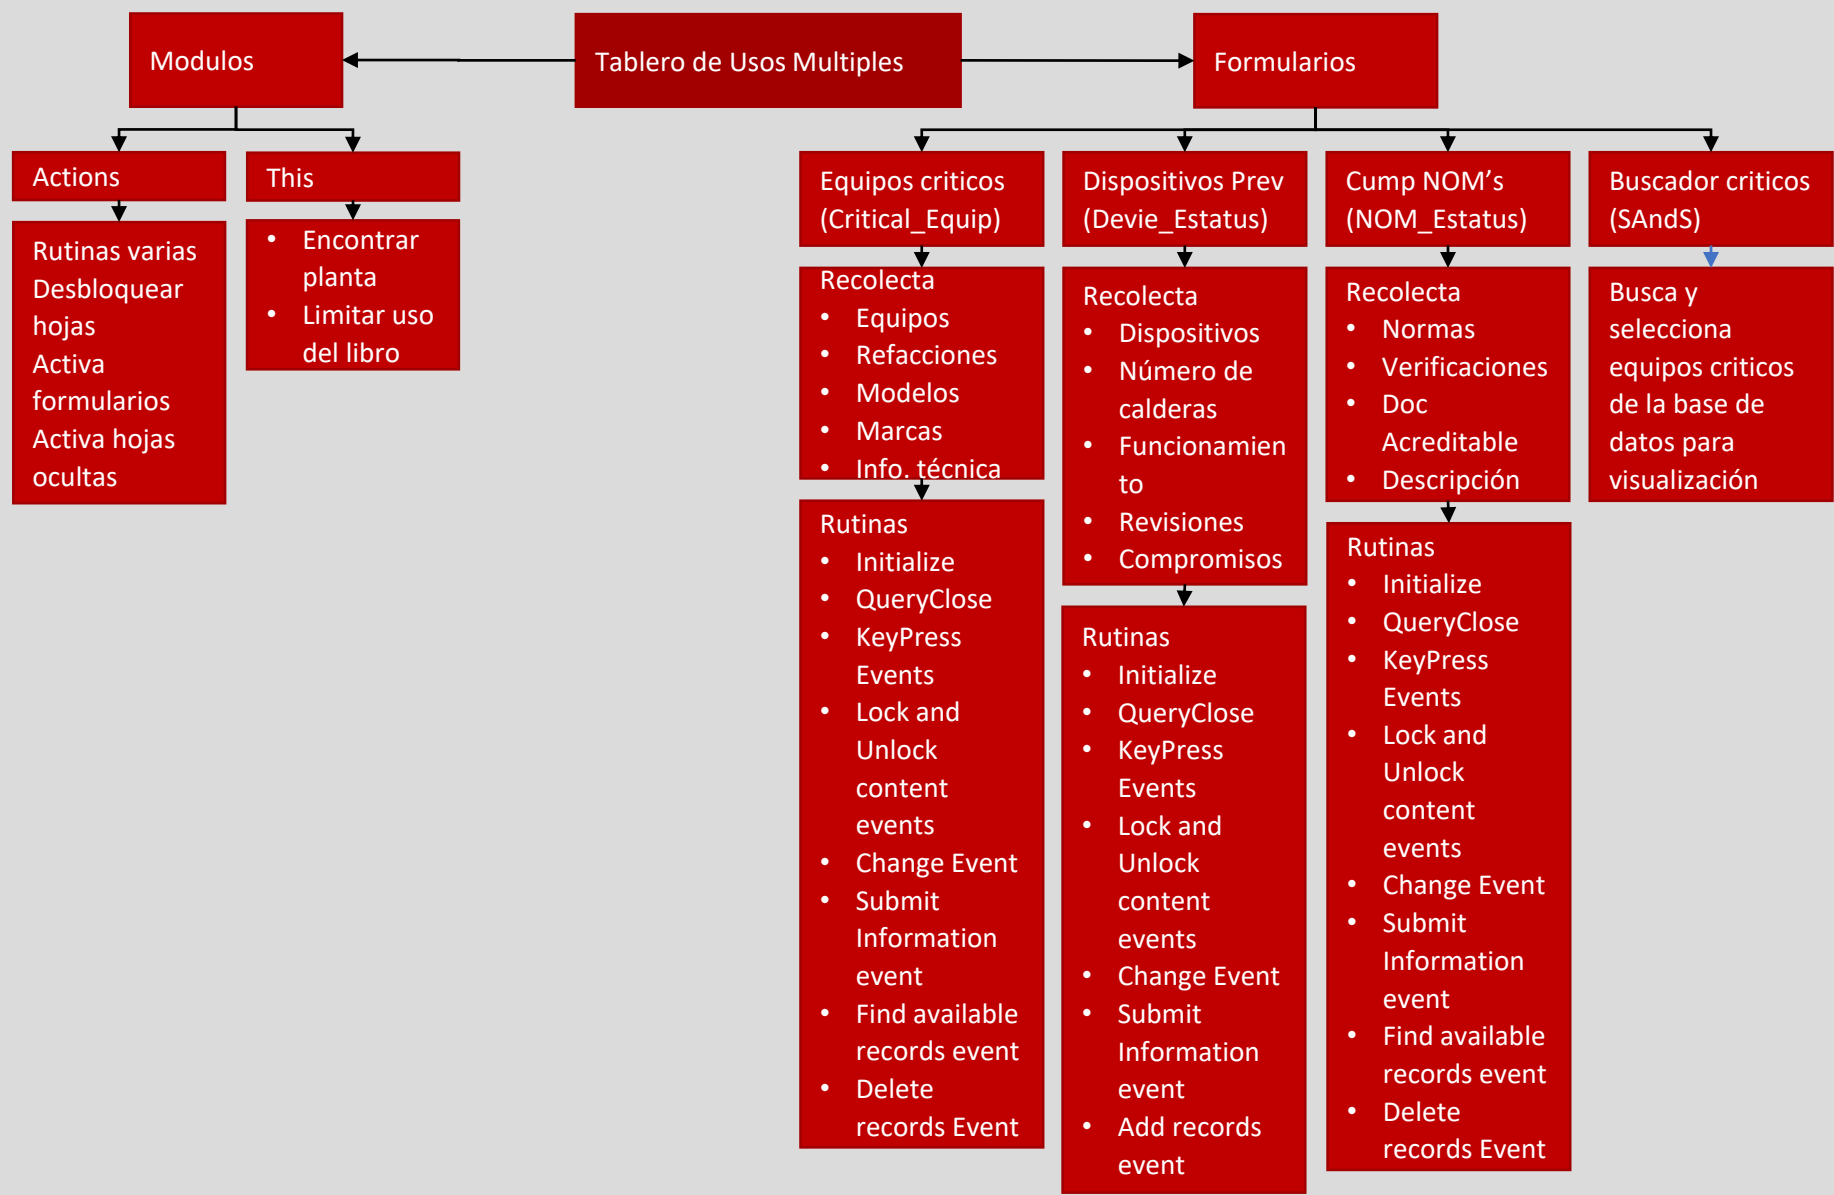 Modulos
Tablero de Usos Multiples
Formularios
Actions
This
Rutinas varias
Desbloquear
hojas
Activa
formularios
Activa hojas
ocultas
• Encontrar
planta
• Limitar uso
del libro
Equipos criticos
(Critical_Equip)
Recolecta
• Equipos
• Refacciones
• Modelos
• Marcas
• Info. técnica
Rutinas
• Initialize
• QueryClose
• KeyPress
Events
• Lock and
Unlock
content
events
• Change Event
• Submit
Information
event
• Find available
records event
• Delete
records Event
Dispositivos Prev
(Devie_Estatus)
Recolecta
• Dispositivos
• Número de
calderas
• Funcionamien
to
• Revisiones
• Compromisos
Rutinas
• Initialize
• QueryClose
• KeyPress
Events
• Lock and
Unlock
content
events
• Change Event
• Submit
Information
event
• Add records
event
Cump NOM’s
(NOM_Estatus)
Recolecta
• Normas
• Verificaciones
• Doc
Acreditable
• Descripción
Rutinas
• Initialize
• QueryClose
• KeyPress
Events
• Lock and
Unlock
content
events
• Change Event
• Submit
Information
event
• Find available
records event
• Delete
records Event
Buscador criticos
(SAndS)
Busca y
selecciona
equipos criticos
de la base de
datos para
visualización